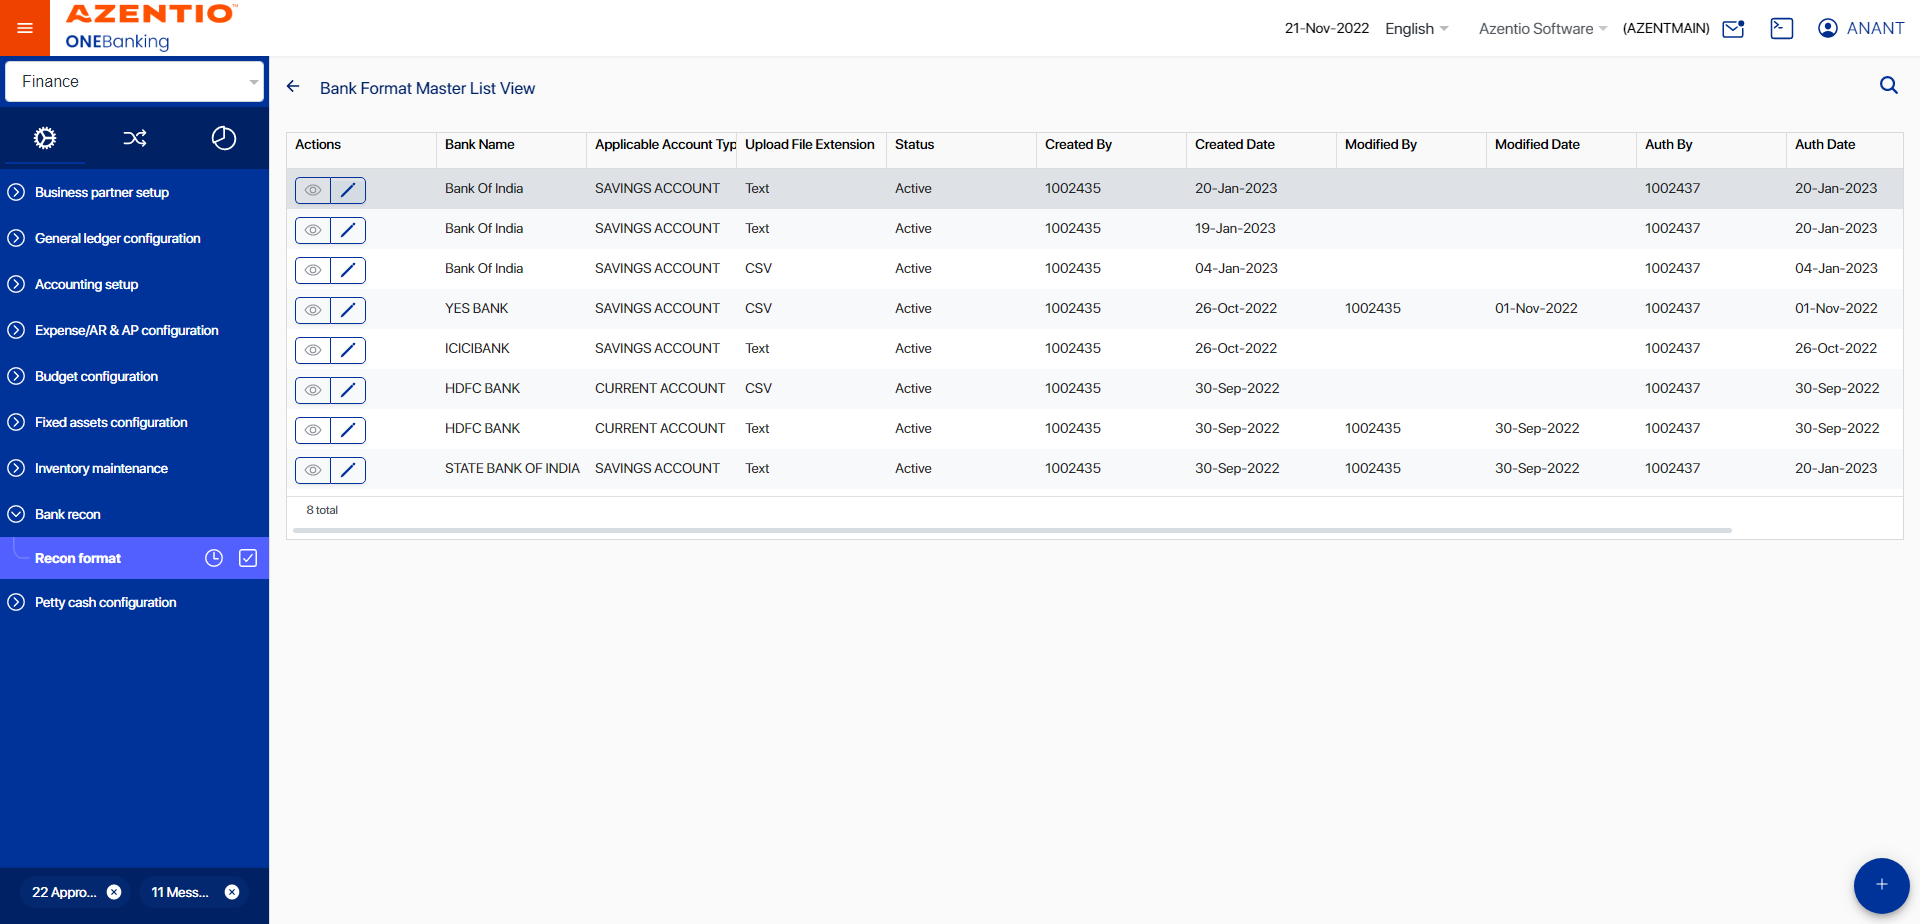 AZENTIO™
ONEBanking
21-Nov-2022 English Azentio Software (AZENTMAIN) ANANT
Finance
Business partner setup
General ledger configuration
Accounting setup
Expense/AR & AP configuration
Budget configuration
Fixed assets configuration
Inventory maintenance
Bank recon
Recon format
Petty cash configuration
22 Appro...
11 Mess...
Bank Format Master List View
Actions Bank Name Applicable Account Typ Upload File Extension Status Created By Created Date Modified By Modified Date Auth By Auth Date
Bank Of India SAVINGS ACCOUNT Text Active 1002435 20-Jan-2023 1002437 20-Jan-2023
Bank Of India SAVINGS ACCOUNT Text Active 1002435 19-Jan-2023 1002437 20-Jan-2023
Bank Of India SAVINGS ACCOUNT CSV Active 1002435 04-Jan-2023 1002437 04-Jan-2023
YES BANK SAVINGS ACCOUNT CSV Active 1002435 26-Oct-2022 1002435 01-Nov-2022 1002437 01-Nov-2022
ICICIBANK SAVINGS ACCOUNT Text Active 1002435 26-Oct-2022 1002437 26-Oct-2022
HDFC BANK CURRENT ACCOUNT CSV Active 1002435 30-Sep-2022 1002437 30-Sep-2022
HDFC BANK CURRENT ACCOUNT Text Active 1002435 30-Sep-2022 1002435 30-Sep-2022 1002437 30-Sep-2022
STATE BANK OF INDIA SAVINGS ACCOUNT Text Active 1002435 30-Sep-2022 1002435 30-Sep-2022 1002437 20-Jan-2023
8 total